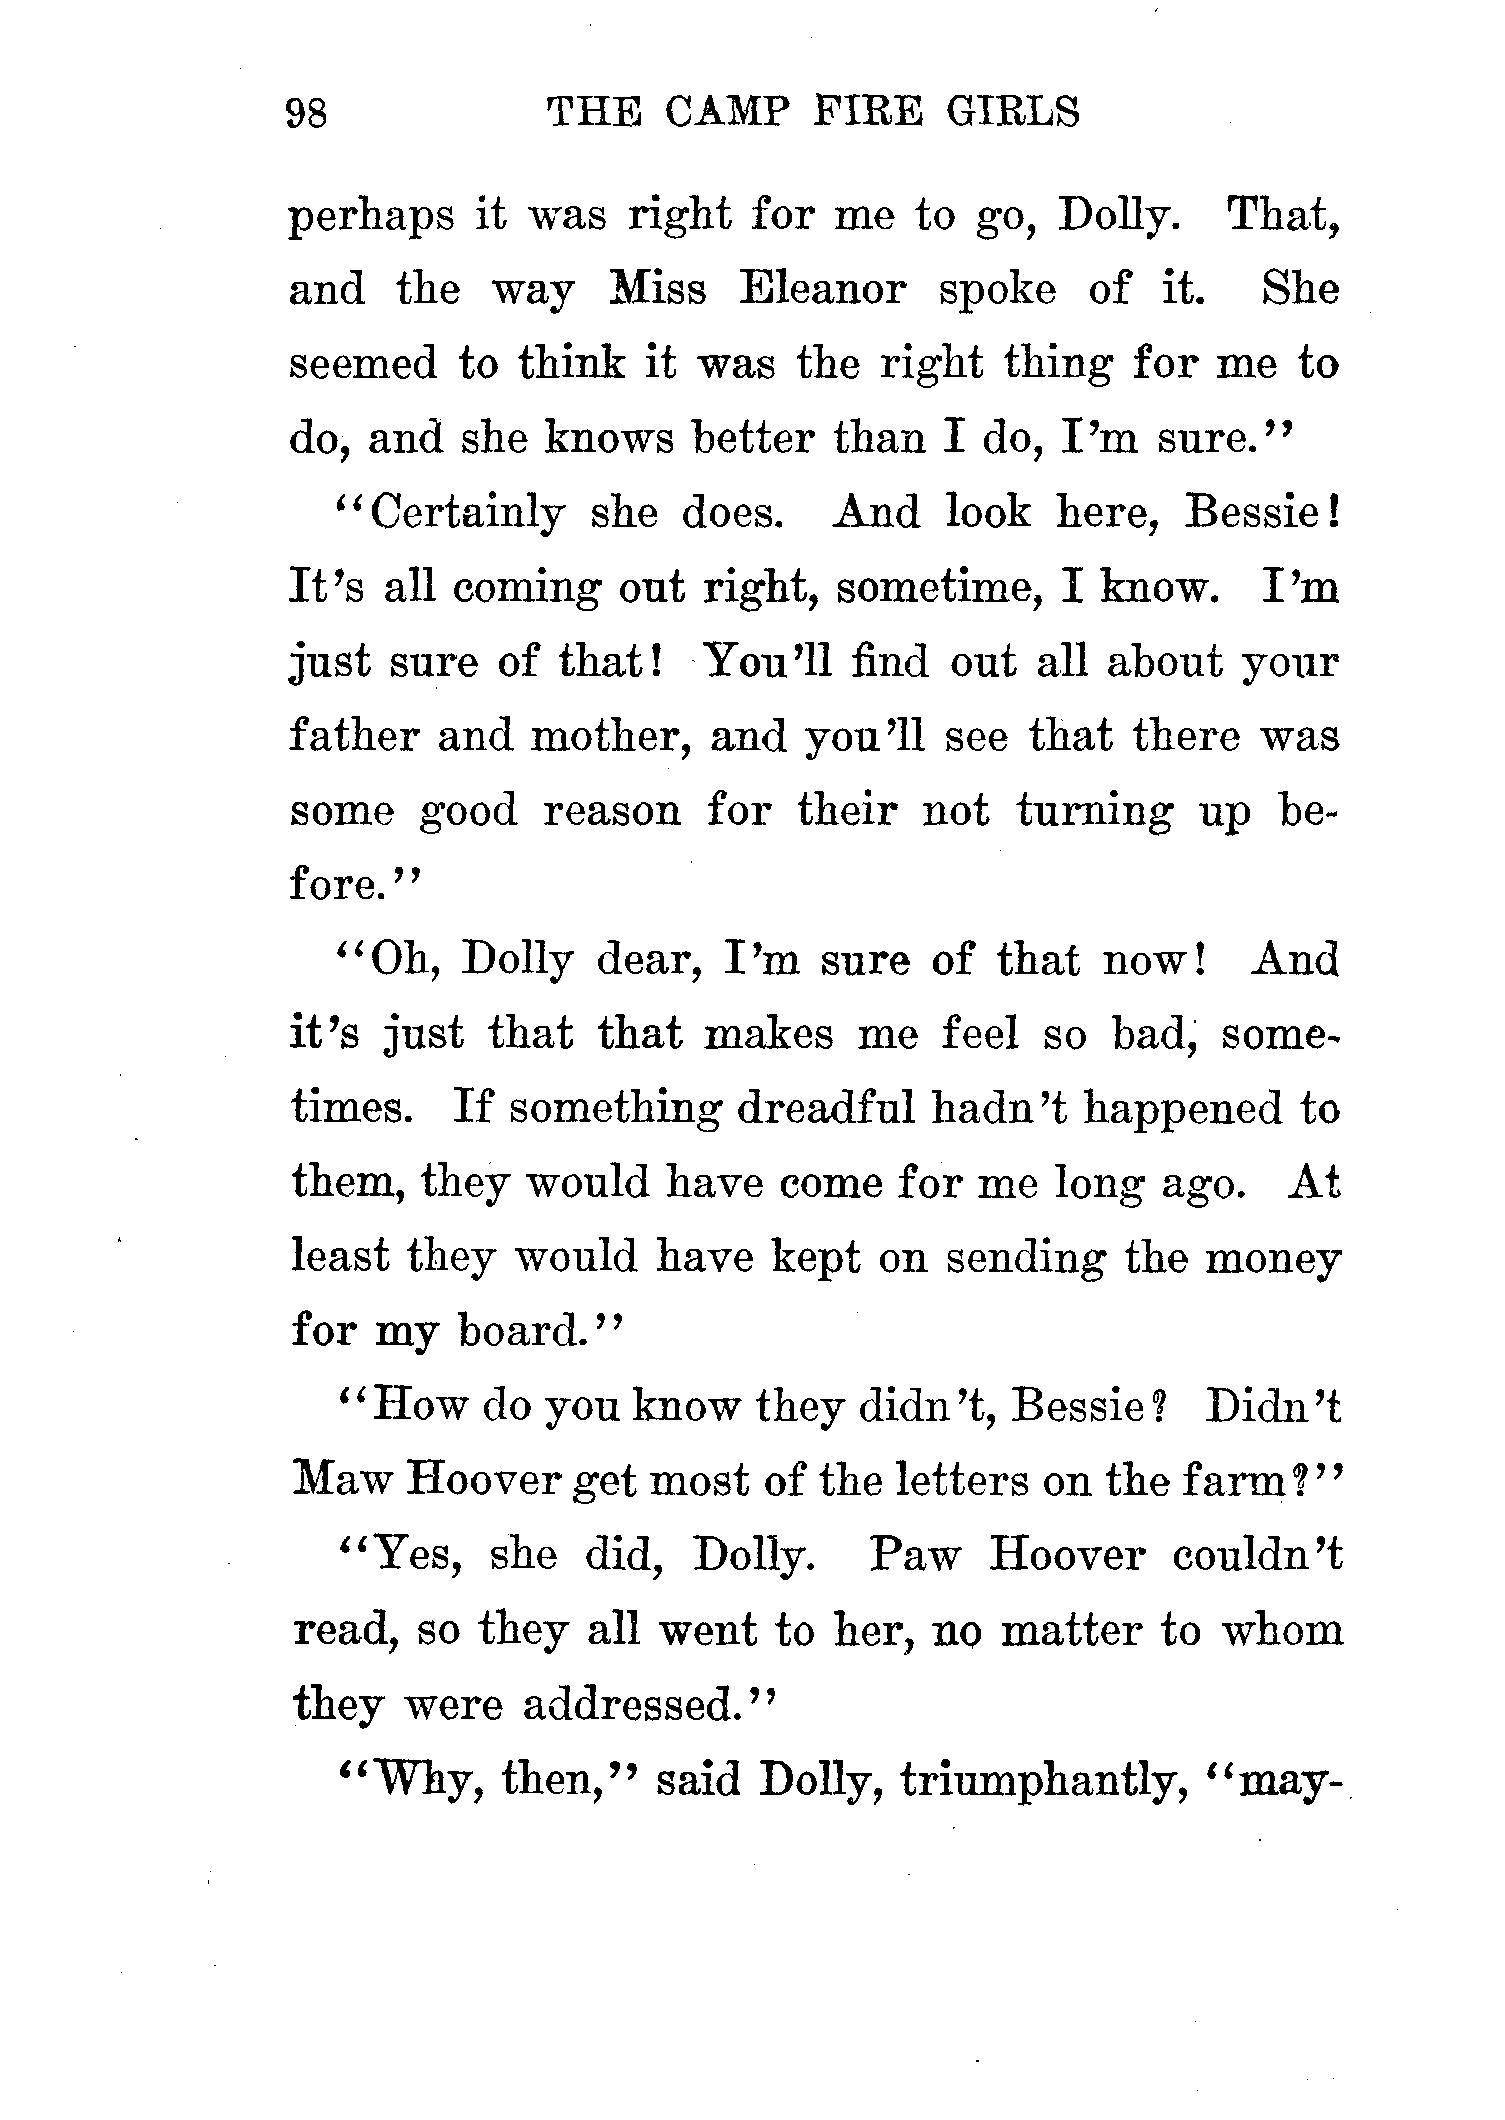 98 THE CAMP FIRE GIRLS
perhaps it was right for me to go, Dolly. That,
and the way Miss Eleanor spoke of it. She
seemed to think it was the right thing for me to
do, and she knows better than I do, I'm sure."
"Certainly she does. And look here, Bessie!
It's all coming out right, sometime, I know. I'm
just sure of that! You'll find out all about your
father and mother, and you'll see that there was
some good reason for their not turning up be-
fore."
"Oh, Dolly dear, I'm sure of that now! And
it's just that that makes me feel so bad, some-
times. If something dreadful hadn't happened to
them, they would have come for me long ago. At
least they would have kept on sending the money
for my board."
"How do you know they didn't, Bessie? Didn't
Maw Hoover get most of the letters on the farm?"
"Yes, she did, Dolly. Paw Hoover couldn't
read, so they all went to her, no matter to whom
they were addressed."
"Why, then," said Dolly, triumphantly, "may-